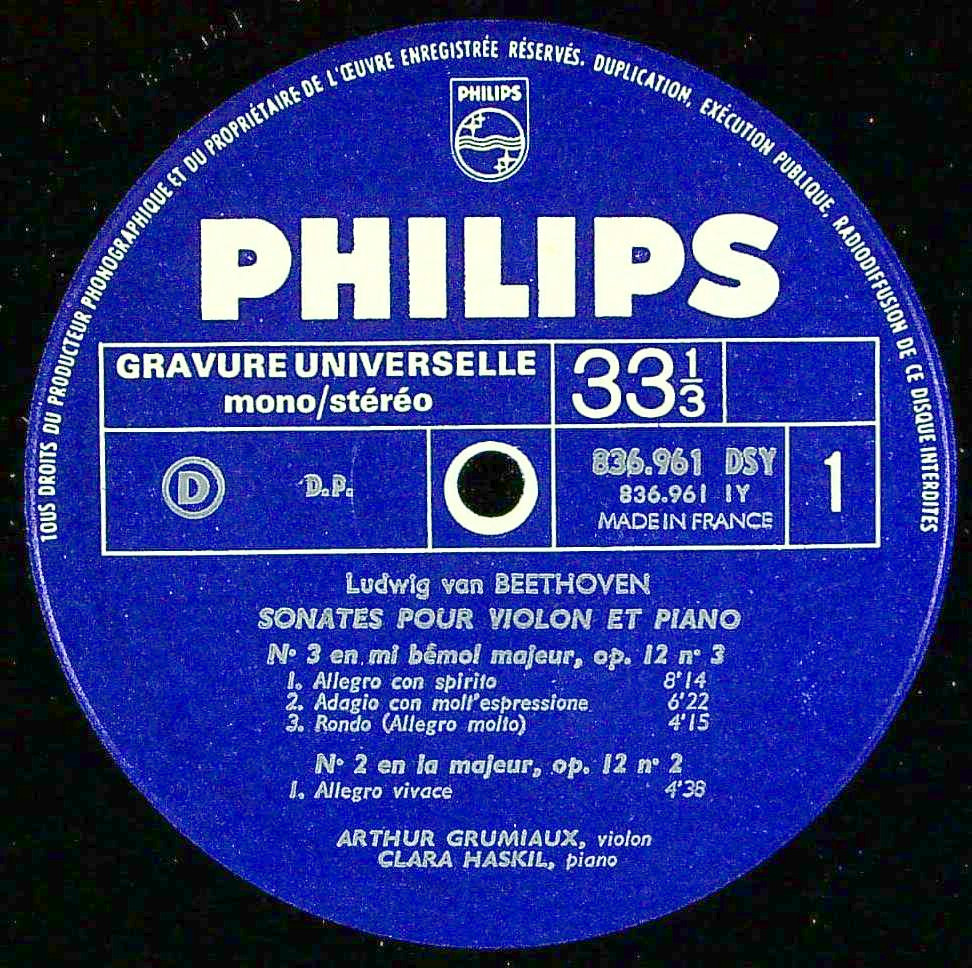 TOUS DROITS DU PRODUCTEUR PHONOGRAPHIQUE ET DU PROPRIÉTAIRE DE L'ŒUVRE ENREGISTRÉE RÉSERVÉS. DUPLICATION, EXÉCUTION PUBLIQUE, RADIODIFFUSION DE CE DISQUE INTERDITES
PHILIPS
PHILIPS
GRAVURE UNIVERSELLE
mono/stéréo
33 1/3
D
D.P.
836.961 DSY
836.961 1Y
MADE IN FRANCE
1
Ludwig van BEETHOVEN
SONATES POUR VIOLON ET PIANO
N° 3 en mi bémol majeur, op. 12 n° 3
1. Allegro con spirito 8'14
2. Adagio con molt'espressione 6'22
3. Rondo (Allegro molto) 4'15
N° 2 en la majeur, op. 12 n° 2
1. Allegro vivace 4'38
ARTHUR GRUMIAUX, violon
CLARA HASKIL, piano